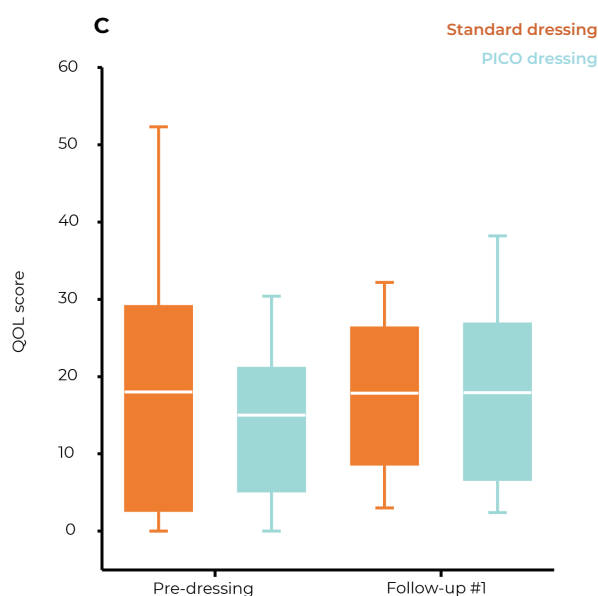 C
Standard dressing
PICO dressing
60
50
40
30
20
10
0
QOL score
Pre-dressing
Follow-up #1